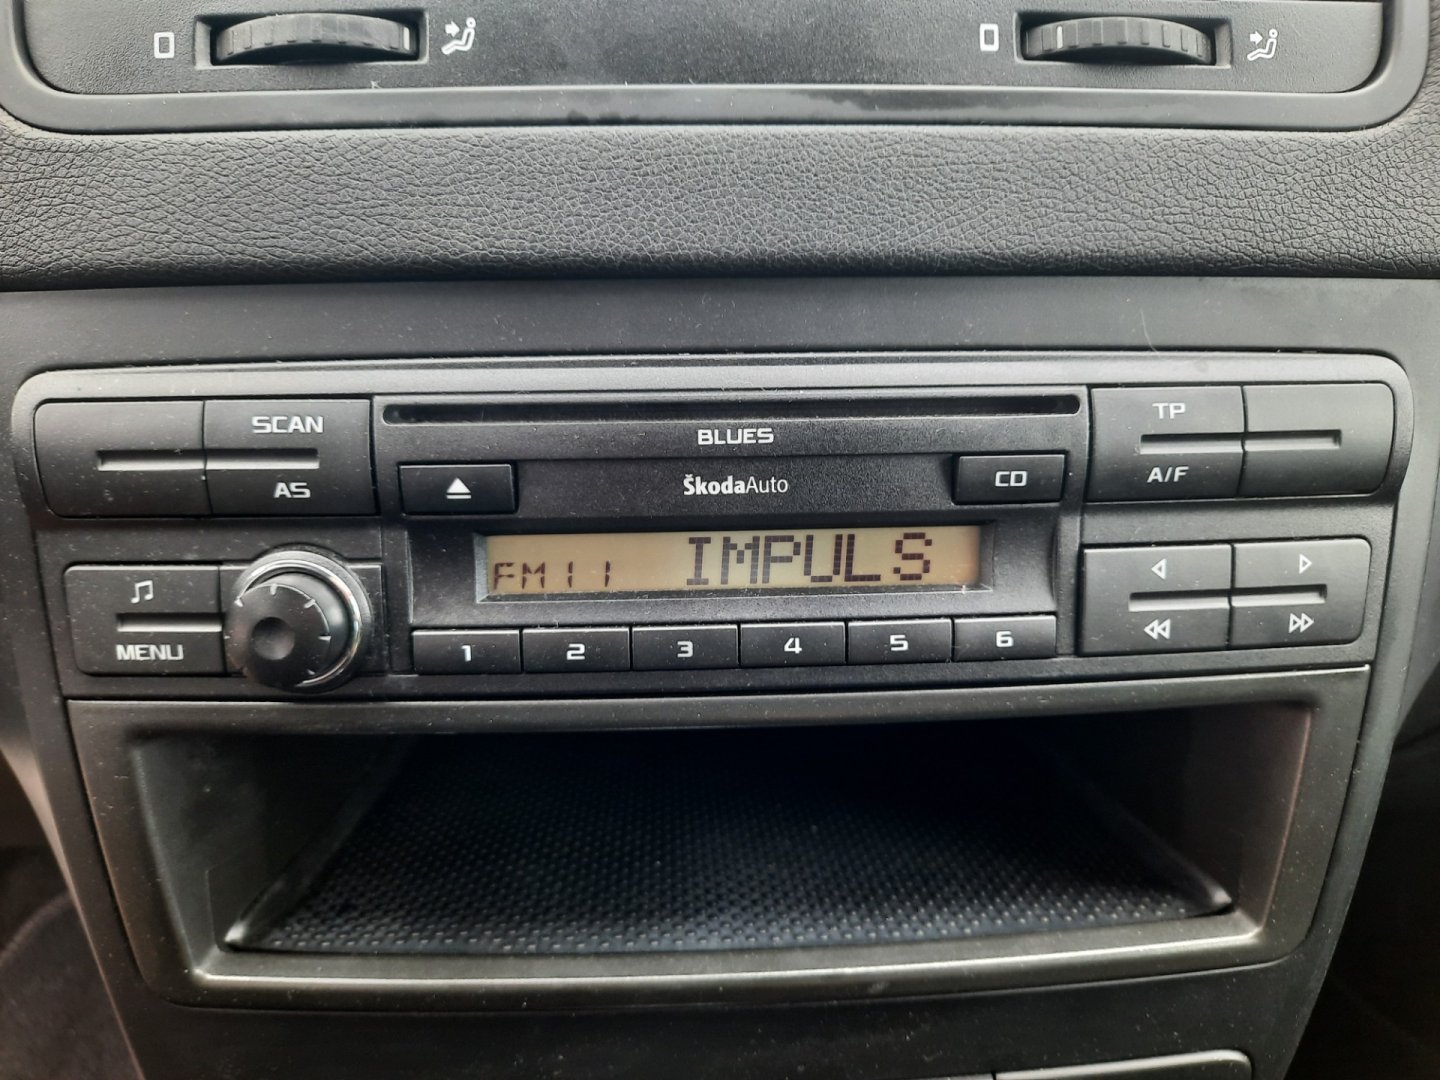 SCAN
BLUES
TP
AS
ŠkodaAuto
CD
A/F
FM11 IMPULS
MENU
1 2 3 4 5 6